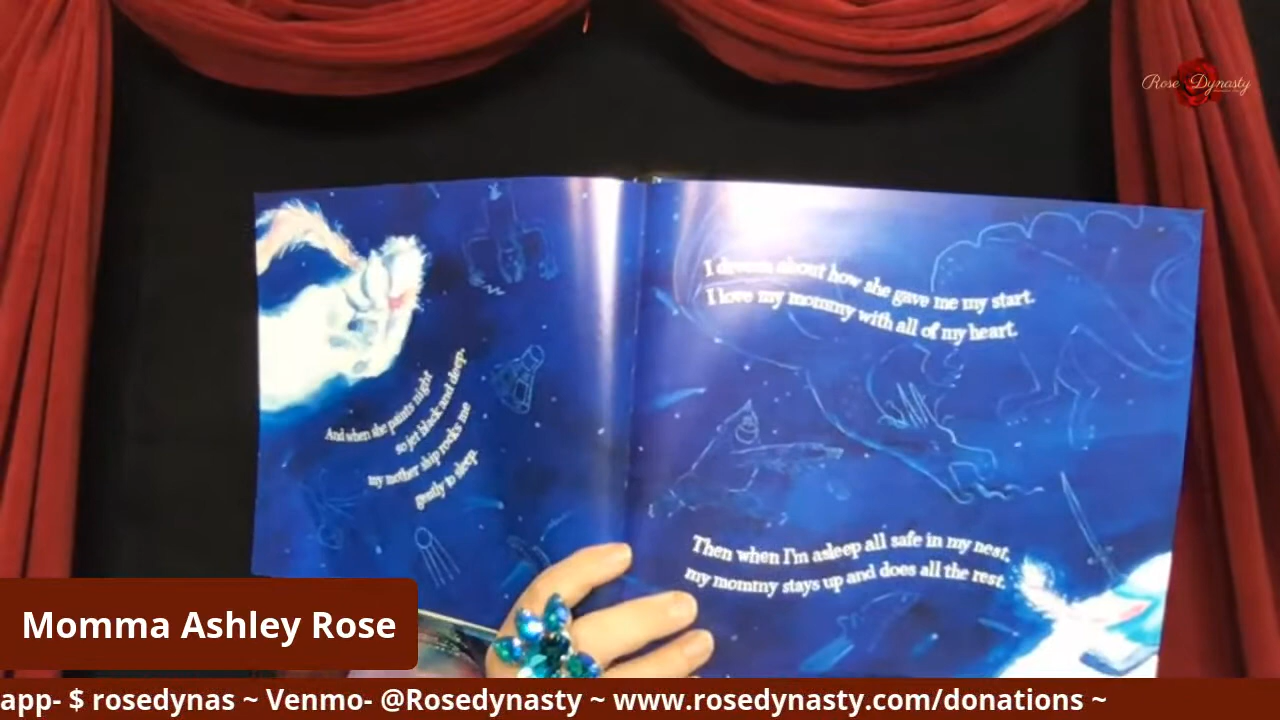 Rose Dynasty
And when she paints night
so jet black and deep,
my mother ship rocks me
gently to sleep.
I dream about how she gave me my start.
I love my mommy with all of my heart.
Then when I'm asleep all safe in my nest,
my mommy stays up and does all the rest.
Momma Ashley Rose
app- $ rosedynas ~ Venmo- @Rosedynasty ~ www.rosedynasty.com/donations ~